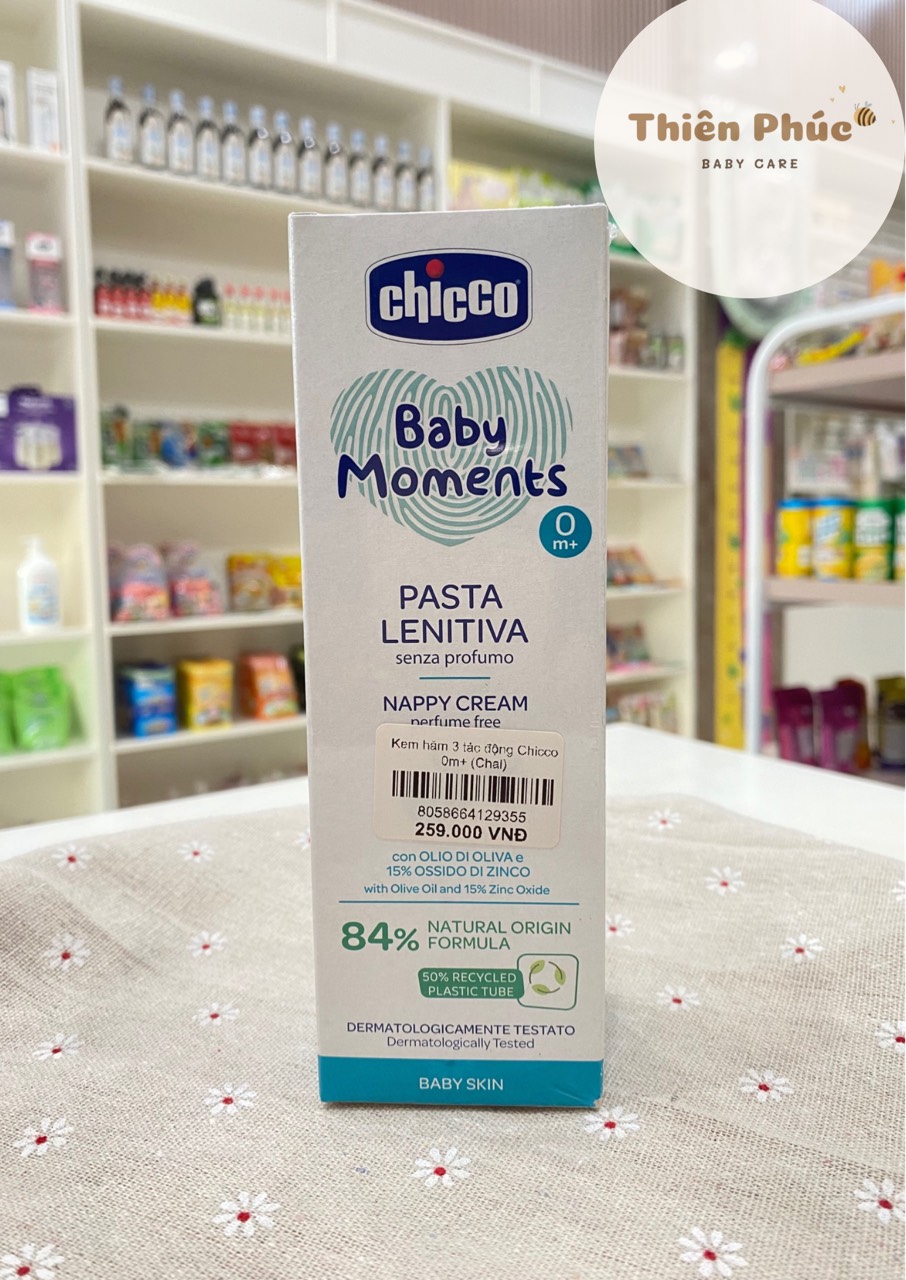 Thiên Phúc
BABY CARE
chicco
Baby
Moments
0
m+
PASTA
LENITIVA
senza profumo
NAPPY CREAM
perfume free
Kem hăm 3 tác động Chicco
0m+ (Chai)
8058664129355
259.000 VNĐ
con OLIO DI OLIVA e
15% OSSIDO DI ZINCO
with Olive Oil and 15% Zinc Oxide
84% NATURAL ORIGIN
FORMULA
50% RECYCLED
PLASTIC TUBE
DERMATOLOGICAMENTE TESTATO
Dermatologically Tested
BABY SKIN